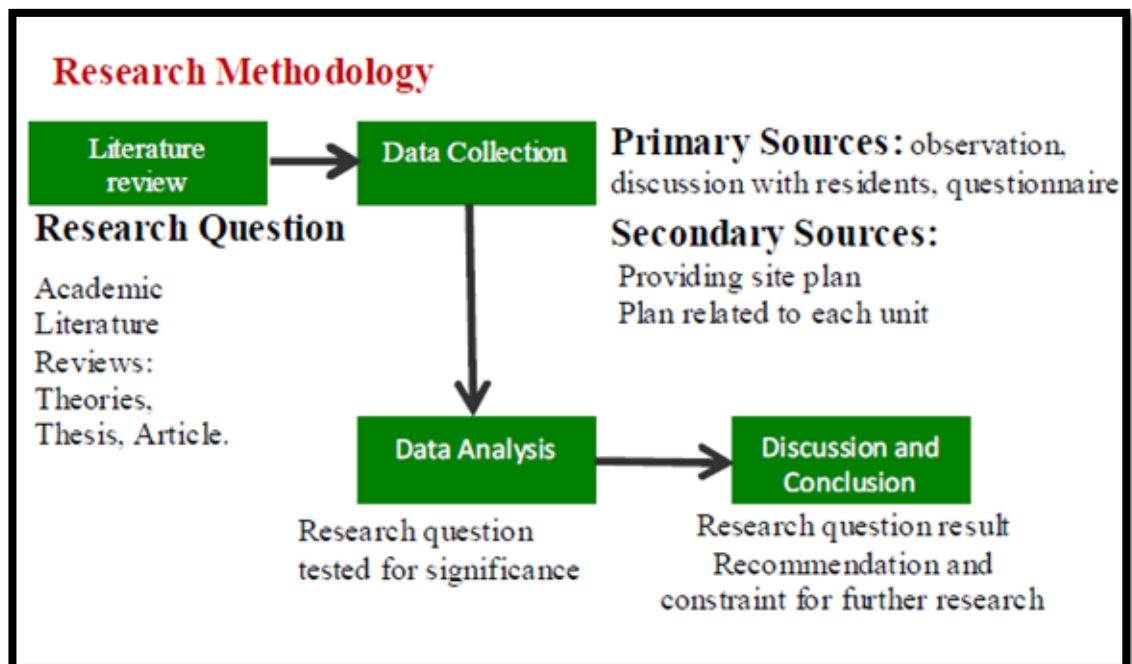 Research Methodology
Literature
review
Research Question
Academic
Literature
Reviews:
Theories,
Thesis, Article.
Data Collection
Primary Sources: observation,
discussion with residents, questionnaire
Secondary Sources:
Providing site plan
Plan related to each unit
Data Analysis
Research question
tested for significance
Discussion and
Conclusion
Research question result
Recommendation and
constraint for further research